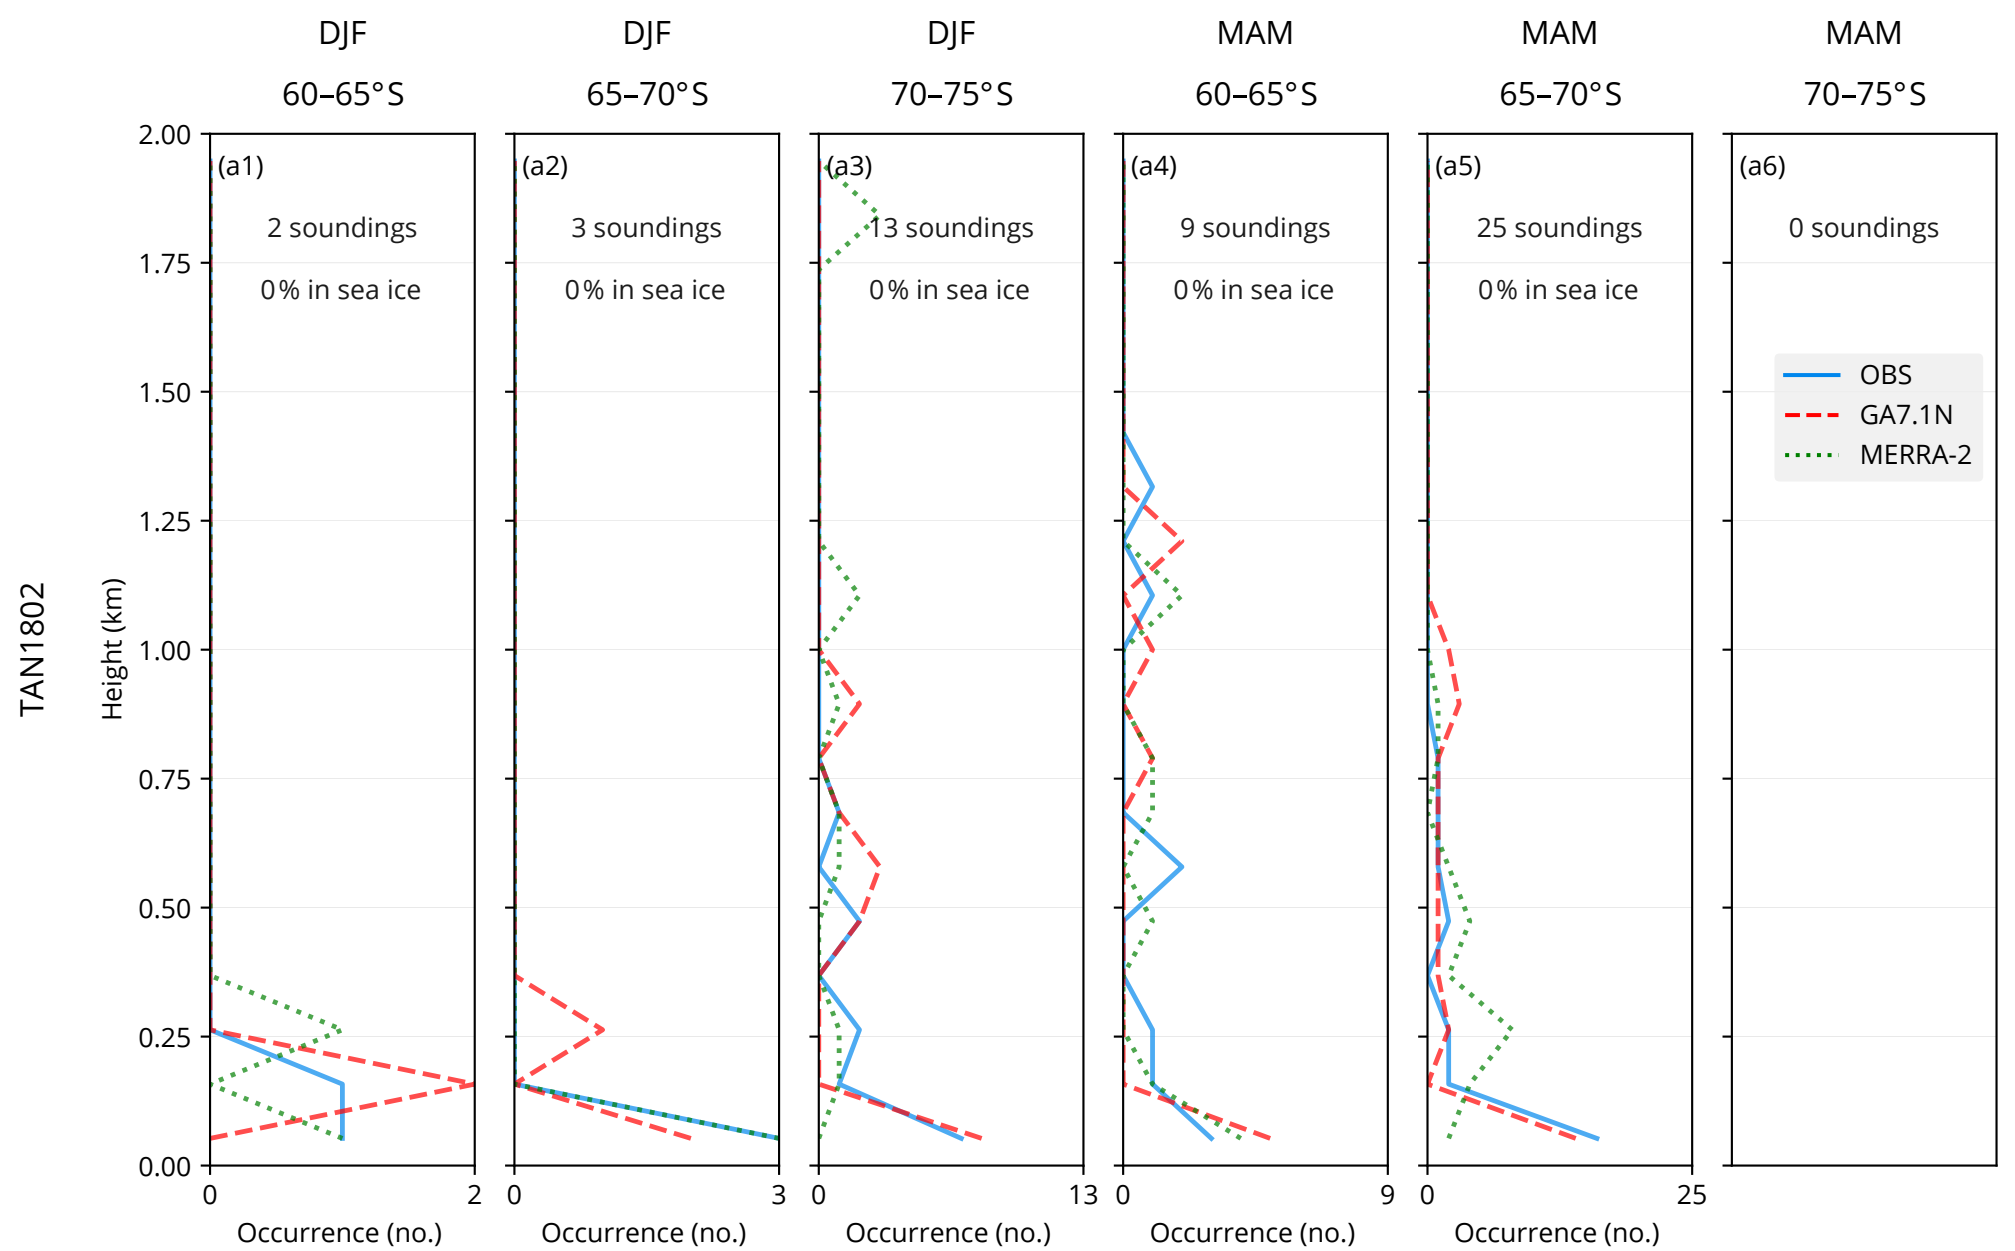 DJF DJF DJF MAM MAM MAM
60–65°S 65–70°S 70–75°S 60–65°S 65–70°S 70–75°S
TAN1802
Height (km)
2.00
1.75
1.50
1.25
1.00
0.75
0.50
0.25
0.00
(a1)
2 soundings
0% in sea ice
0 2
Occurrence (no.)
(a2)
3 soundings
0% in sea ice
0 3
Occurrence (no.)
(a3)
13 soundings
0% in sea ice
0 13
Occurrence (no.)
(a4)
9 soundings
0% in sea ice
0 9
Occurrence (no.)
(a5)
25 soundings
0% in sea ice
0 25
Occurrence (no.)
(a6)
0 soundings
OBS
GA7.1N
MERRA-2